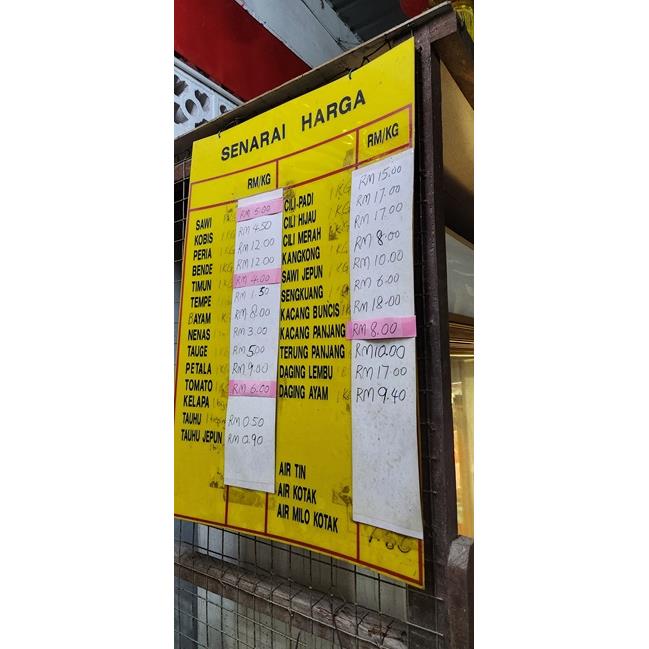 SENARAI HARGA
RM/KG
SAWI RM 5.00
KOBIS RM 4.50
PERIA RM 12.00
BENDE RM 12.00
TIMUN RM 4.00
TEMPE RM 1.50
BAYAM RM 8.00
NENAS RM 3.00
TAUGE RM 5.00
PETALA RM 9.00
TOMATO RM 6.00
KELAPA
TAUHU RM 0.50
TAUHU JEPUN RM 0.90
RM/KG
CILI-PADI 1KG RM 15.00
CILI HIJAU 1KG RM 17.00
CILI MERAH 1KG RM 17.00
KANGKONG 1KG RM 8.00
SAWI JEPUN 1KG RM 10.00
SENGKUANG RM 6.00
KACANG BUNCIS RM 18.00
KACANG PANJANG RM 8.00
TERUNG PANJANG RM 10.00
DAGING LEMBU RM 17.00
DAGING AYAM RM 9.40
AIR TIN
AIR KOTAK
AIR MILO KOTAK